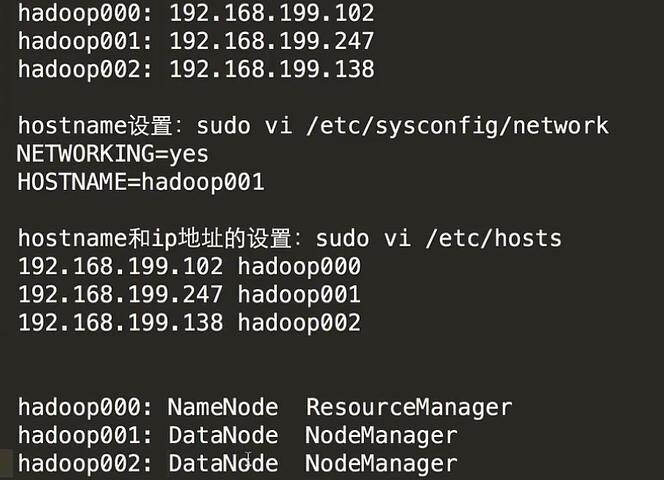 hadoop000: 192.168.199.102
hadoop001: 192.168.199.247
hadoop002: 192.168.199.138
hostname设置：sudo vi /etc/sysconfig/network
NETWORKING=yes
HOSTNAME=hadoop001
hostname和ip地址的设置：sudo vi /etc/hosts
192.168.199.102 hadoop000
192.168.199.247 hadoop001
192.168.199.138 hadoop002
hadoop000: NameNode  ResourceManager
hadoop001: DataNode  NodeManager
hadoop002: DataNode  NodeManager